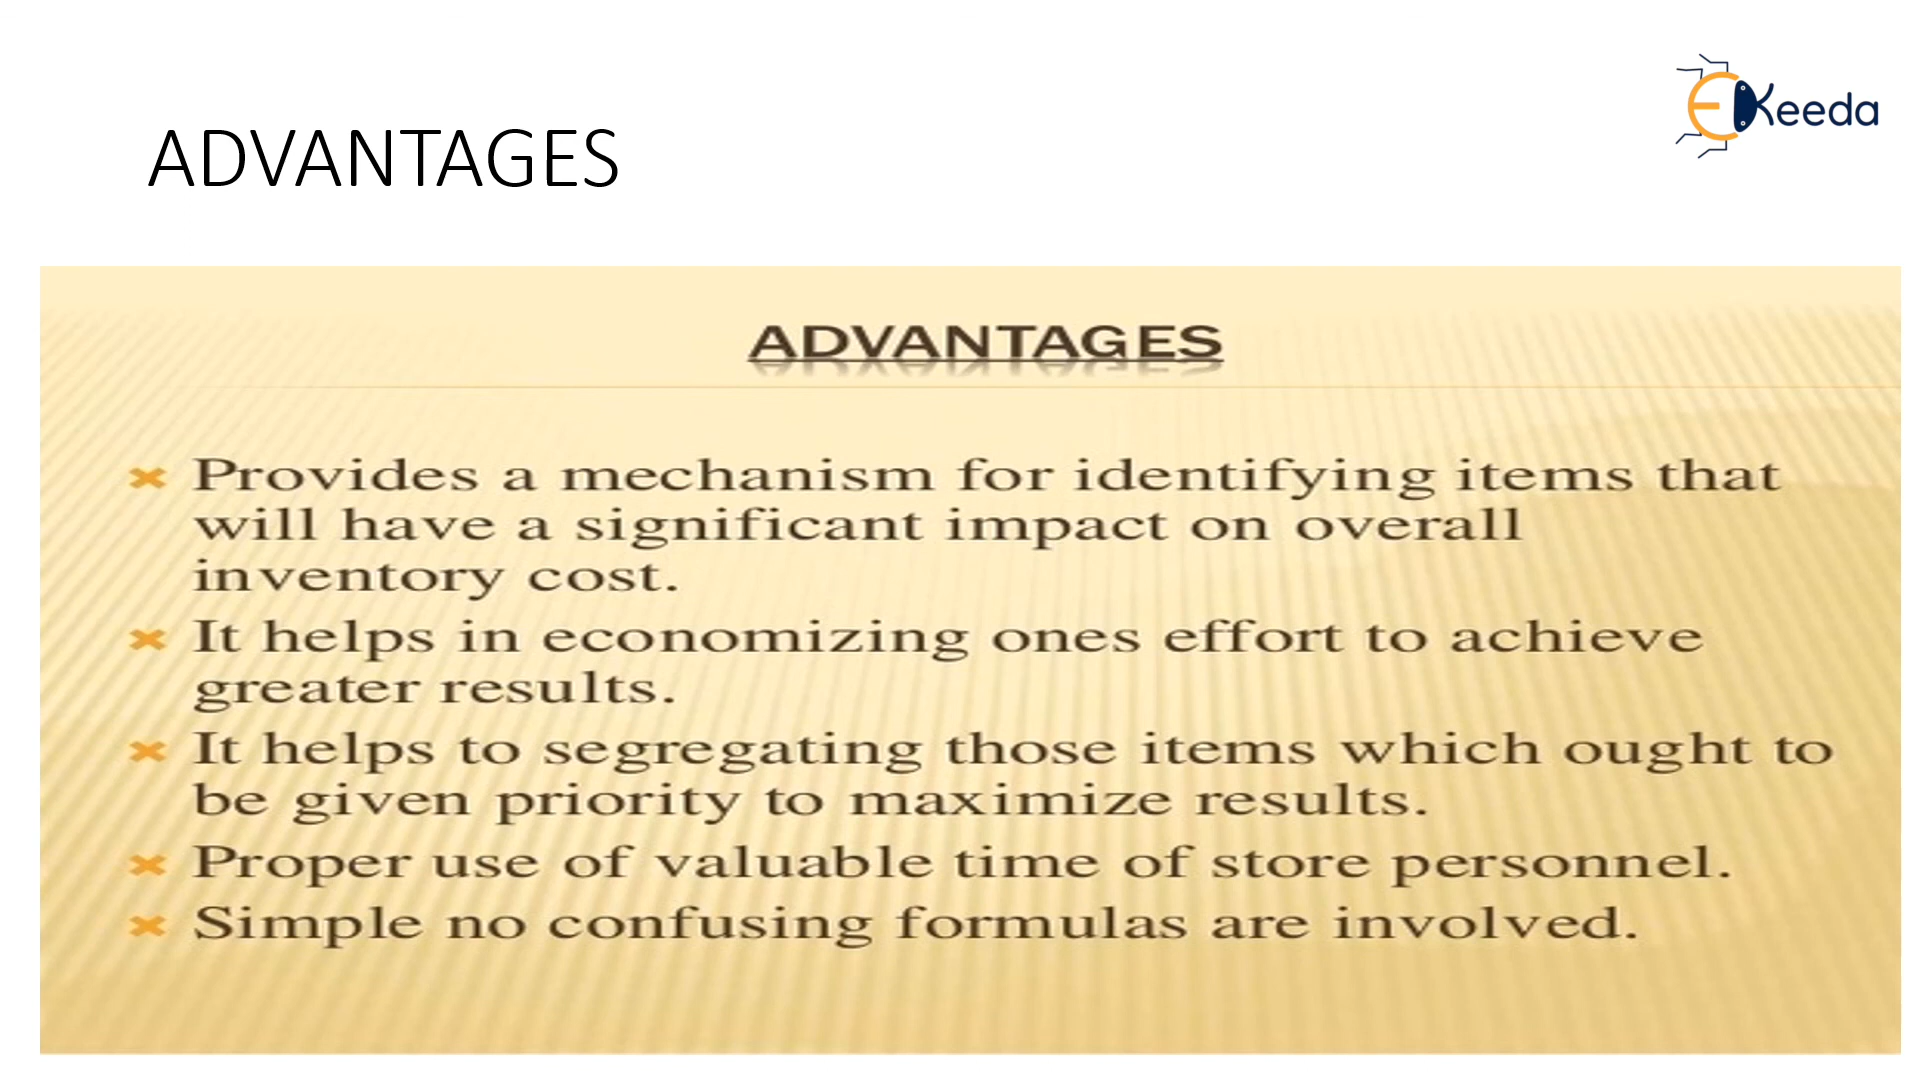 EKeeda
ADVANTAGES
ADVANTAGES
Provides a mechanism for identifying items that
will have a significant impact on overall
inventory cost.
It helps in economizing ones effort to achieve
greater results.
It helps to segregating those items which ought to
be given priority to maximize results.
Proper use of valuable time of store personnel.
Simple no confusing formulas are involved.